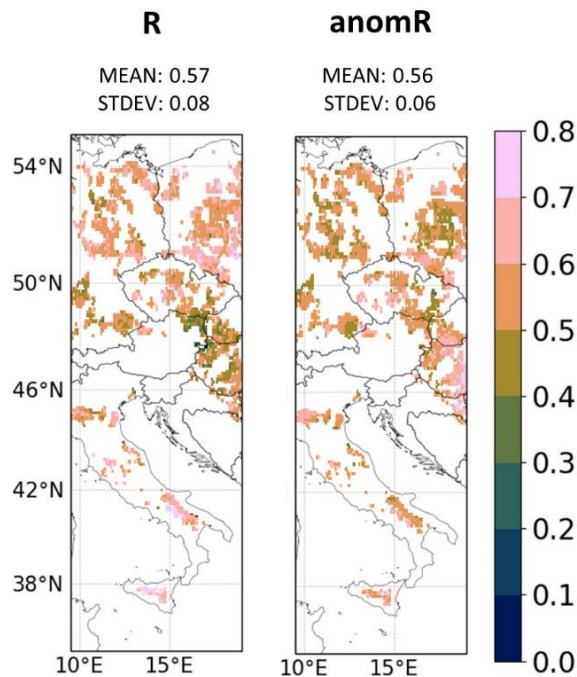 R anomR
MEAN: 0.57 MEAN: 0.56
STDEV: 0.08 STDEV: 0.06
54°N
50°N
46°N
42°N
38°N
10°E 15°E 10°E 15°E
0.8
0.7
0.6
0.5
0.4
0.3
0.2
0.1
0.0